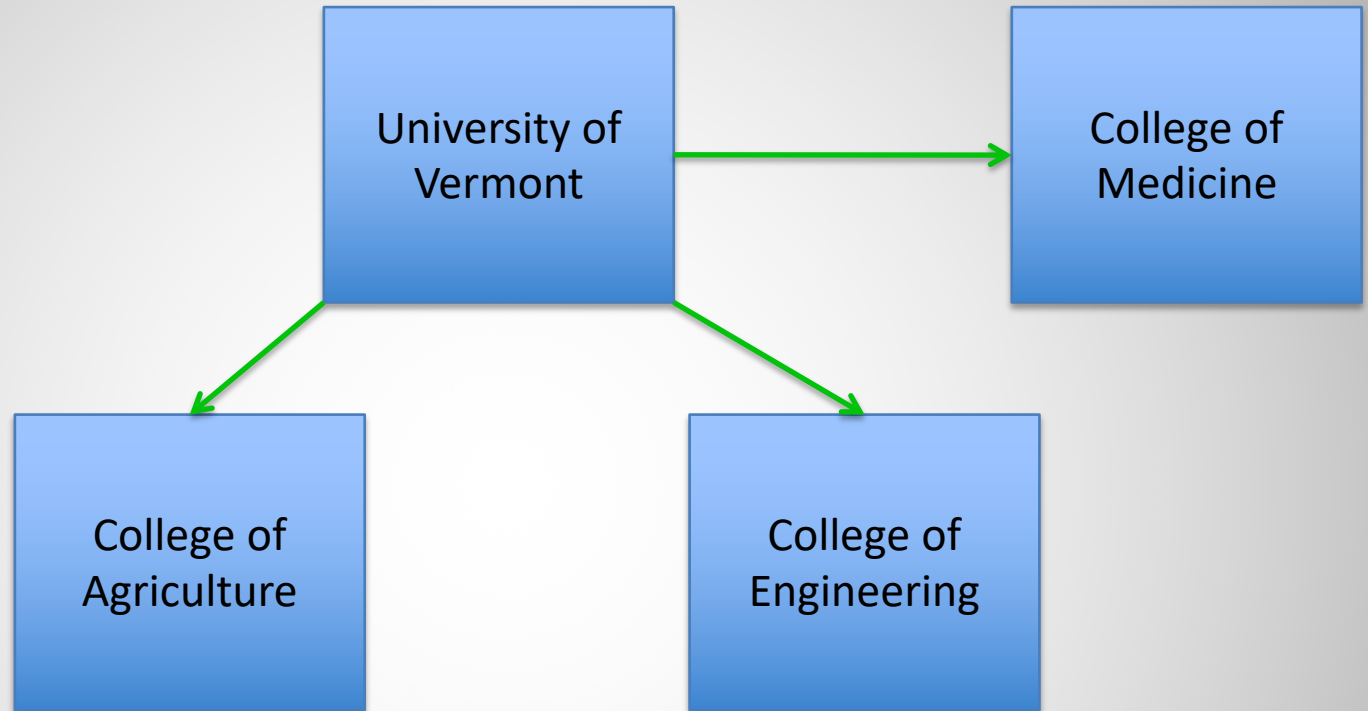 University of
Vermont
College of
Medicine
College of
Agriculture
College of
Engineering